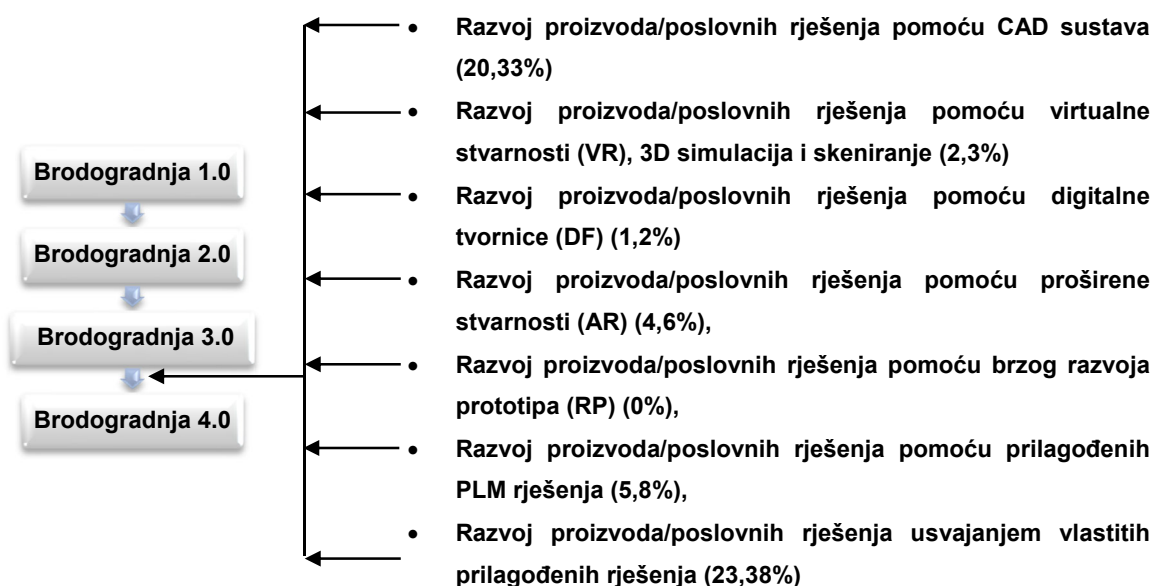 Brodogradnja 1.0
Brodogradnja 2.0
Brodogradnja 3.0
Brodogradnja 4.0
• Razvoj proizvoda/poslovnih rješenja pomoću CAD sustava
(20,33%)
• Razvoj proizvoda/poslovnih rješenja pomoću virtualne
stvarnosti (VR), 3D simulacija i skeniranje (2,3%)
• Razvoj proizvoda/poslovnih rješenja pomoću digitalne
tvornice (DF) (1,2%)
• Razvoj proizvoda/poslovnih rješenja pomoću proširene
stvarnosti (AR) (4,6%),
• Razvoj proizvoda/poslovnih rješenja pomoću brzog razvoja
prototipa (RP) (0%),
• Razvoj proizvoda/poslovnih rješenja pomoću prilagođenih
PLM rješenja (5,8%),
• Razvoj proizvoda/poslovnih rješenja usvajanjem vlastitih
prilagođenih rješenja (23,38%)